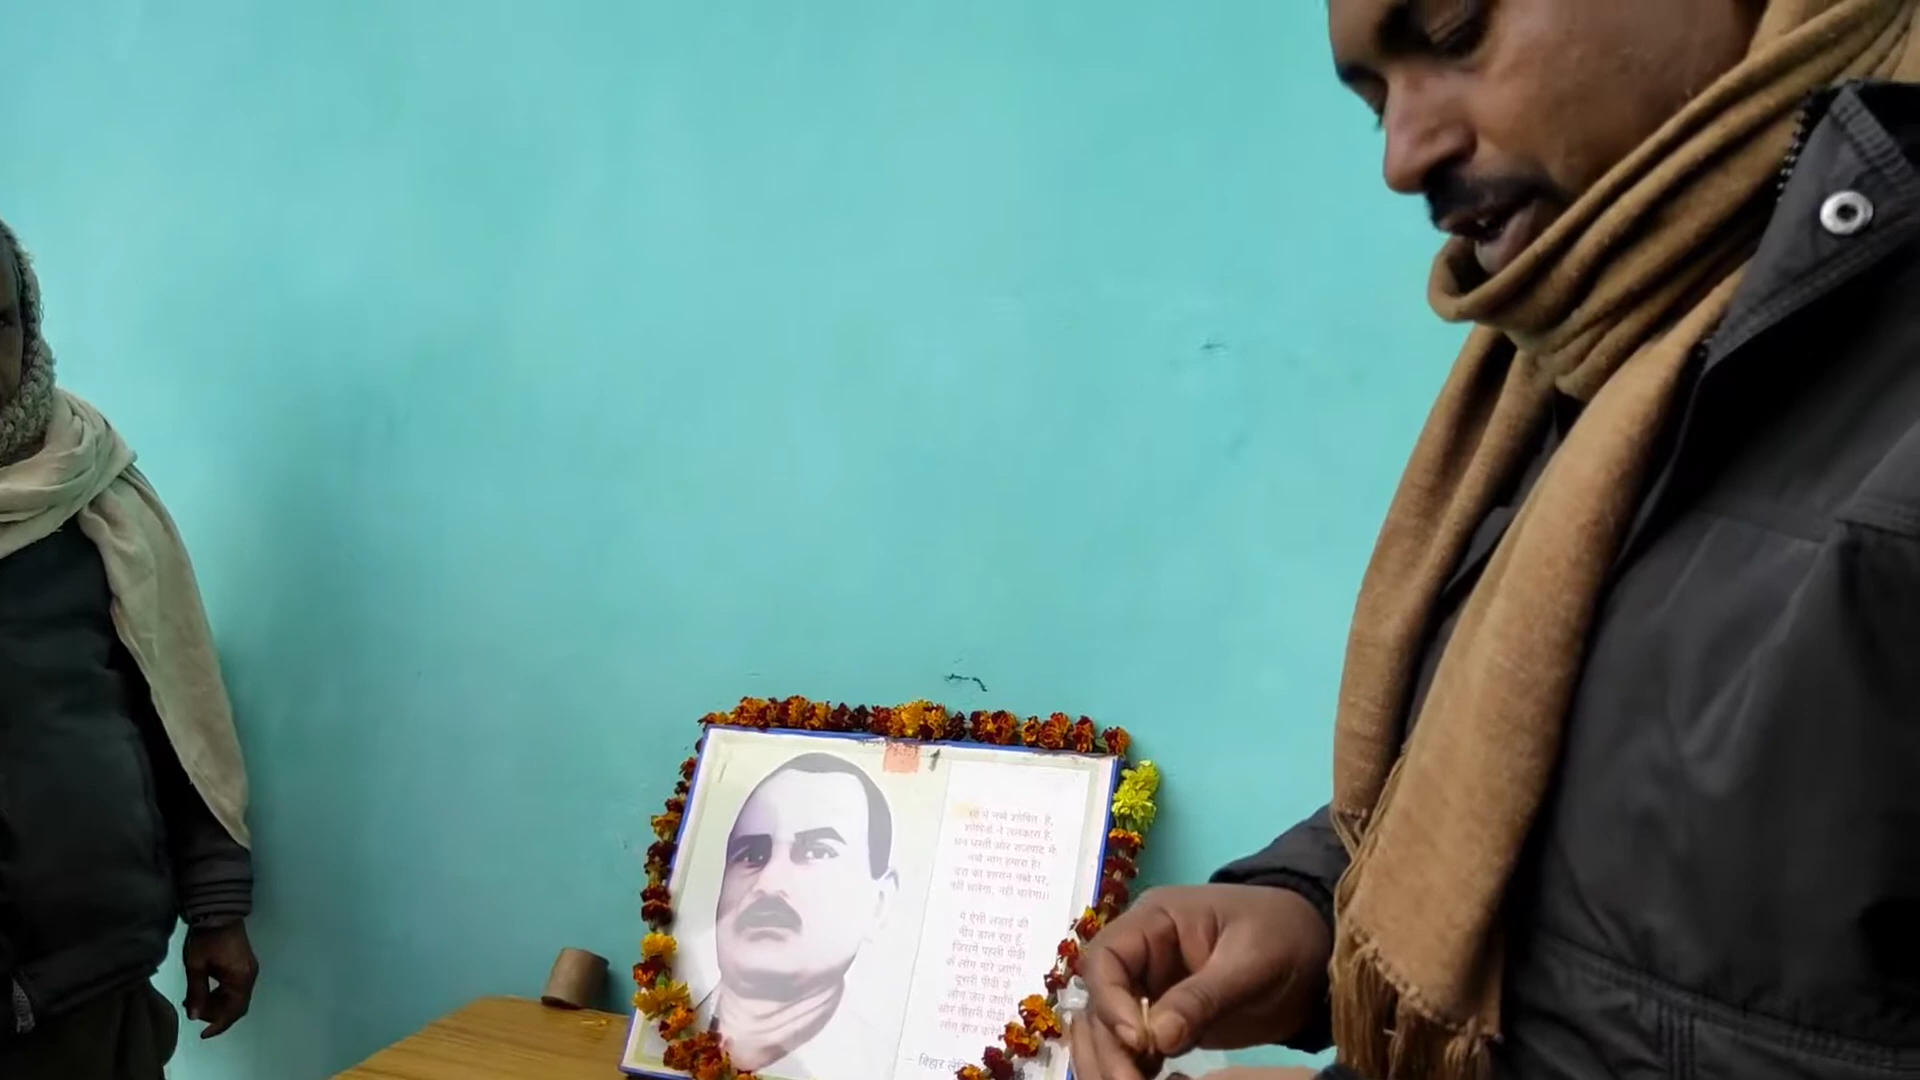 सौ में नब्बे शोषित है,
शोषितों ने ललकारा है,
धन धरती और राजपाट में
नब्बे भाग हमारा है।
दस का शासन नब्बे पर,
नहीं चलेगा, नहीं चलेगा।।
मैं ऐसी लड़ाई की
नींव डाल रहा हूँ,
जिसमें पहली पीढ़ी
के लोग मारे जाएँगे,
दूसरी पीढ़ी के
लोग जेल जाएँगे
और तीसरी पीढ़ी
लोग राज करेंगे
– बिहार